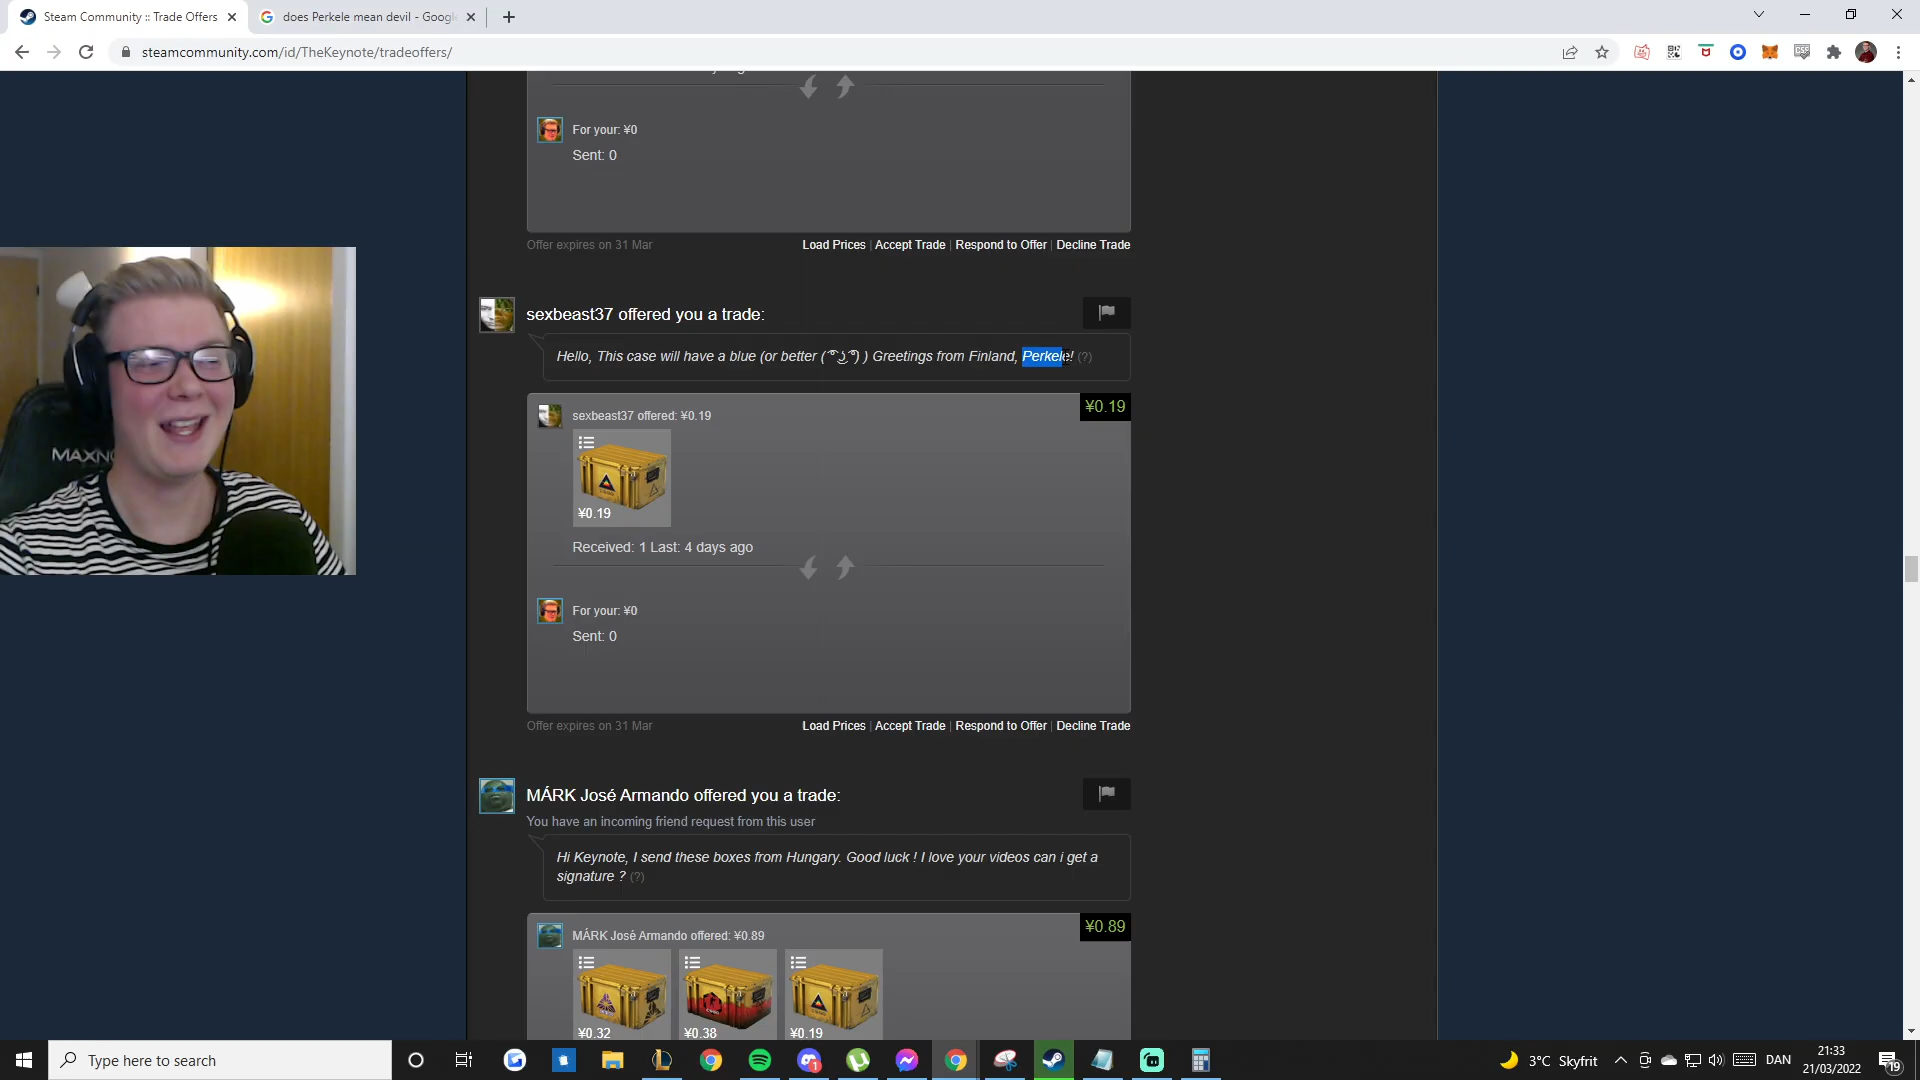 Steam Community :: Trade Offers
does Perkele mean devil - Google
steamcommunity.com/id/TheKeynote/tradeoffers/
For your: ¥0
Sent: 0
Offer expires on 31 Mar
Load Prices | Accept Trade | Respond to Offer | Decline Trade
sexbeast37 offered you a trade:
Hello, This case will have a blue (or better ( ͡° ͜ʖ ͡°) ) Greetings from Finland, Perkele! (?)
¥0.19
sexbeast37 offered: ¥0.19
¥0.19
Received: 1 Last: 4 days ago
For your: ¥0
Sent: 0
Offer expires on 31 Mar
Load Prices | Accept Trade | Respond to Offer | Decline Trade
MÁRK José Armando offered you a trade:
You have an incoming friend request from this user
Hi Keynote, I send these boxes from Hungary. Good luck ! I love your videos can i get a
signature ? (?)
¥0.89
MÁRK José Armando offered: ¥0.89
¥0.32
¥0.38
¥0.19
MAXNO
Type here to search
3°C Skyfrit
DAN
21:33
21/03/2022
19